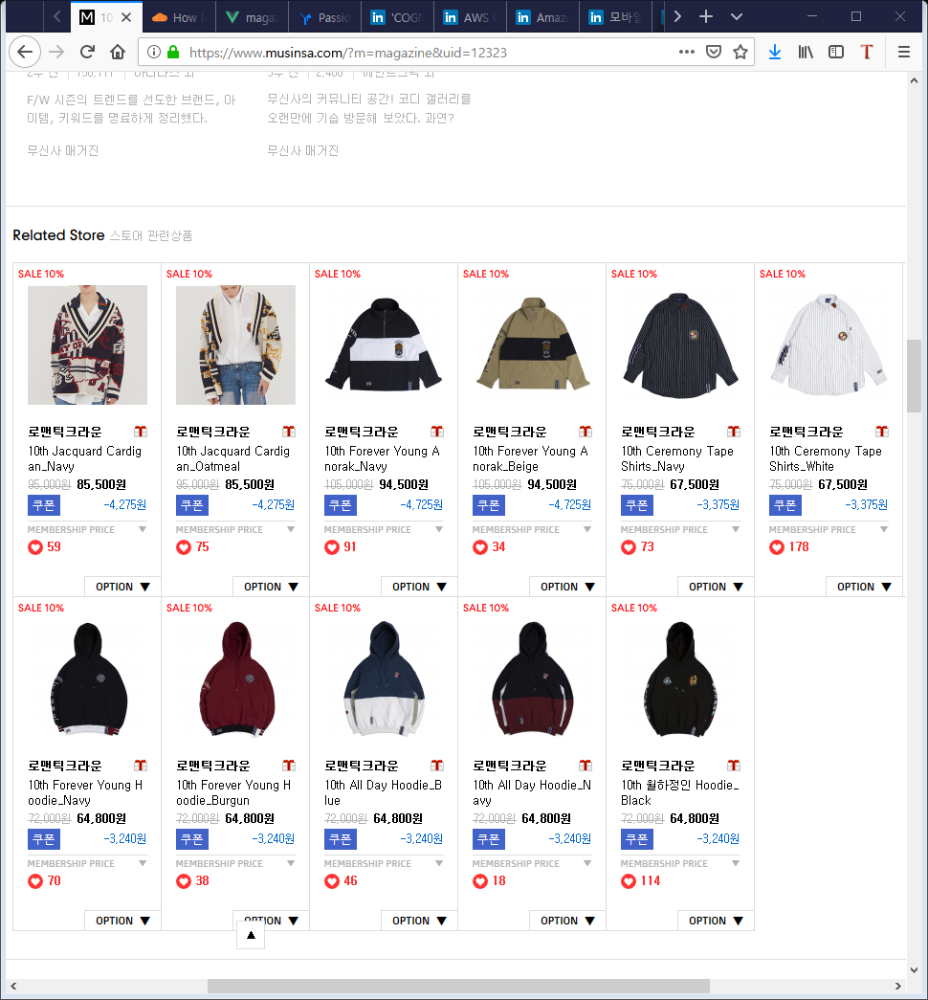 10
How
maga
Passio
'COGN
AWS
Amaz
모바일
https://www.musinsa.com/?m=magazine&uid=12323
F/W 시즌의 트렌드를 선도한 브랜드, 아
이템, 키워드를 명료하게 정리했다.
무신사 매거진
무신사의 커뮤니티 공간! 코디 갤러리를
오랜만에 기습 방문해 보았다. 과연?
무신사 매거진
Related Store 스토어 관련상품
SALE 10%
로맨틱크라운
10th Jacquard Cardig
an_Navy
95,000원 85,500원
쿠폰 -4,275원
MEMBERSHIP PRICE ▼
59
OPTION ▼
SALE 10%
로맨틱크라운
10th Jacquard Cardig
an_Oatmeal
95,000원 85,500원
쿠폰 -4,275원
MEMBERSHIP PRICE ▼
75
OPTION ▼
SALE 10%
로맨틱크라운
10th Forever Young A
norak_Navy
105,000원 94,500원
쿠폰 -4,725원
MEMBERSHIP PRICE ▼
91
OPTION ▼
SALE 10%
로맨틱크라운
10th Forever Young A
norak_Beige
105,000원 94,500원
쿠폰 -4,725원
MEMBERSHIP PRICE ▼
34
OPTION ▼
SALE 10%
로맨틱크라운
10th Ceremony Tape
Shirts_Navy
75,000원 67,500원
쿠폰 -3,375원
MEMBERSHIP PRICE ▼
73
OPTION ▼
SALE 10%
로맨틱크라운
10th Ceremony Tape
Shirts_White
75,000원 67,500원
쿠폰 -3,375원
MEMBERSHIP PRICE ▼
178
OPTION ▼
SALE 10%
로맨틱크라운
10th Forever Young H
oodie_Navy
72,000원 64,800원
쿠폰 -3,240원
MEMBERSHIP PRICE ▼
70
OPTION ▼
로맨틱크라운
10th Forever Young H
oodie_Burgun
72,000원 64,800원
쿠폰 -3,240원
MEMBERSHIP PRICE ▼
38
OPTION ▼
SALE 10%
로맨틱크라운
10th All Day Hoodie_B
lue
72,000원 64,800원
쿠폰 -3,240원
MEMBERSHIP PRICE ▼
46
OPTION ▼
SALE 10%
로맨틱크라운
10th All Day Hoodie_N
avy
72,000원 64,800원
쿠폰 -3,240원
MEMBERSHIP PRICE ▼
18
OPTION ▼
SALE 10%
로맨틱크라운
10th 월하정인 Hoodie_
Black
72,000원 64,800원
쿠폰 -3,240원
MEMBERSHIP PRICE ▼
114
OPTION ▼